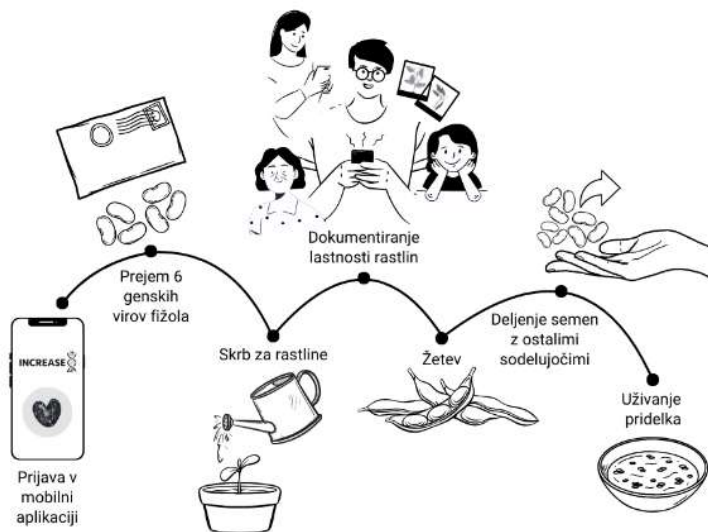 INCREASE
Prijava v
mobilni
aplikaciji
Prejem 6
genskih
virov fižola
Skrb za rastline
Dokumentiranje
lastnosti rastlin
Žetev
Deljenje semen
z ostalimi
sodelujočimi
Uživanje
pridelka